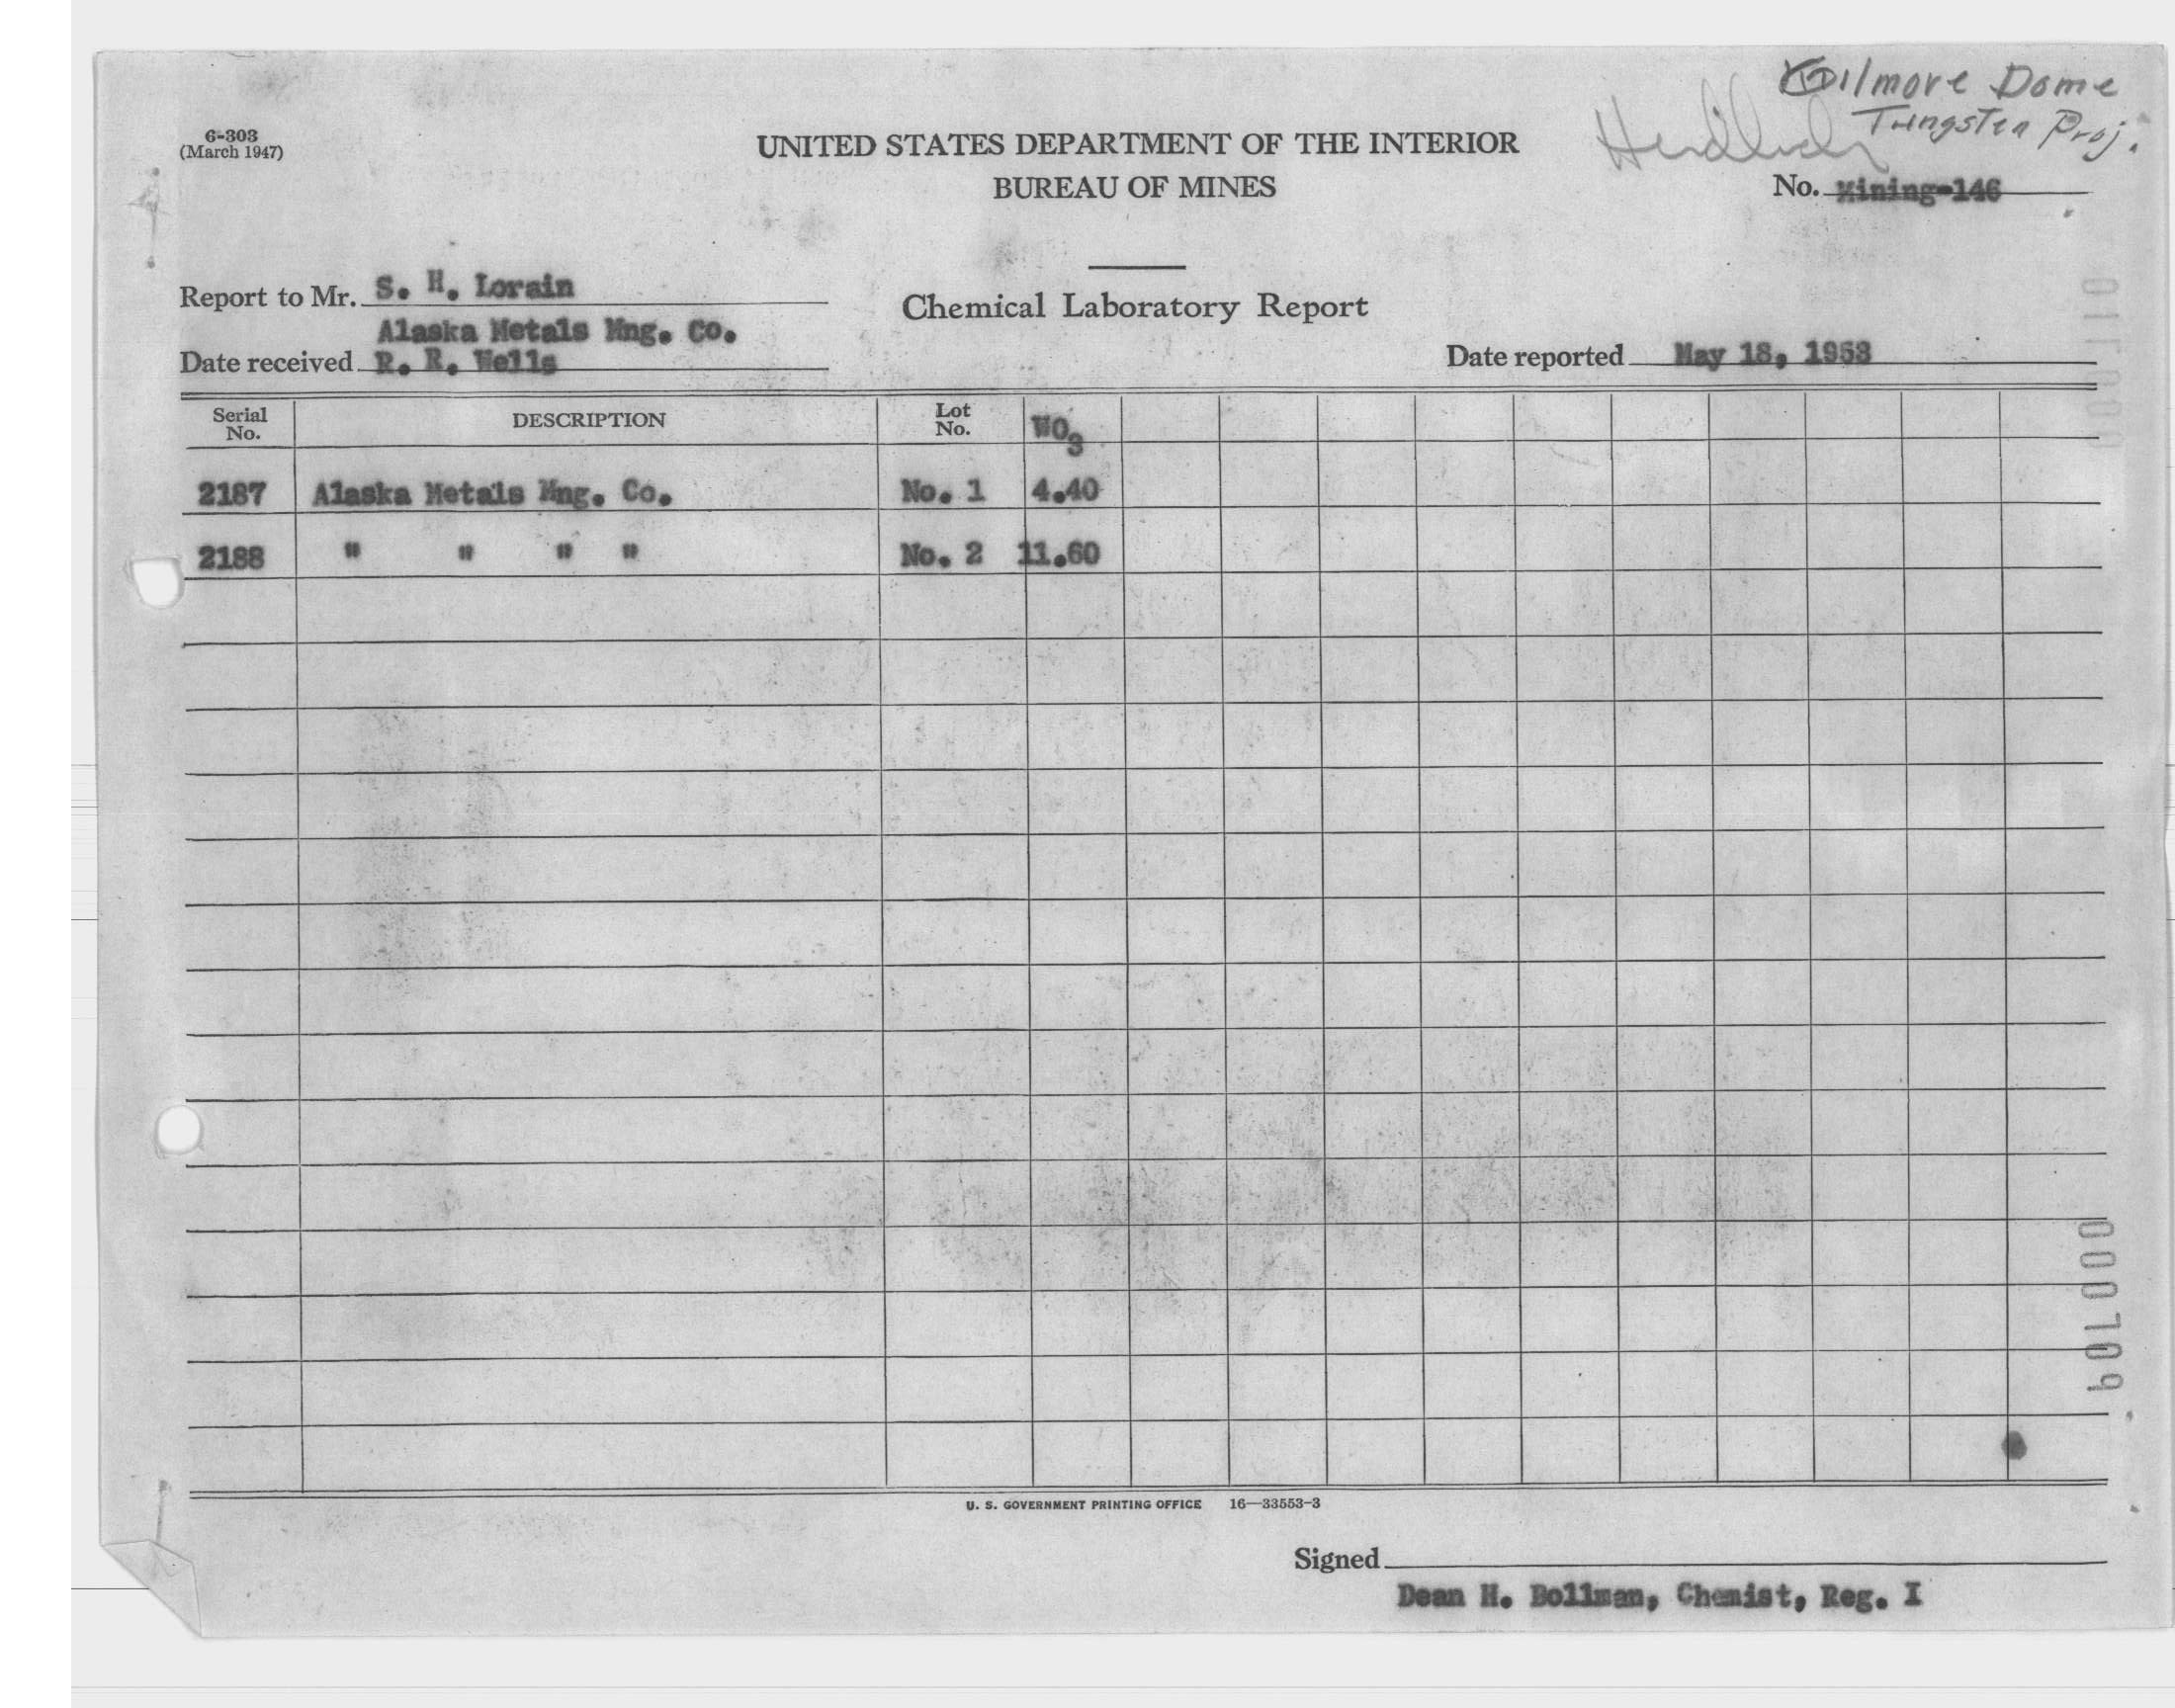 Gilmore Dome
Tungsten Proj.
6-303
(March 1947)
UNITED STATES DEPARTMENT OF THE INTERIOR
BUREAU OF MINES
No. Mining-146
Report to Mr. S. H. Lorain
Alaska Metals Mng. Co.
Chemical Laboratory Report
Date received R. R. Wells
Date reported May 18, 1953
Serial No. DESCRIPTION Lot No. WO3
2187 Alaska Metals Mng. Co. No. 1 4.40
2188 " " " " No. 2 11.60
U. S. GOVERNMENT PRINTING OFFICE 16—33553-3
Signed
Dean H. Bollman, Chemist, Reg. I